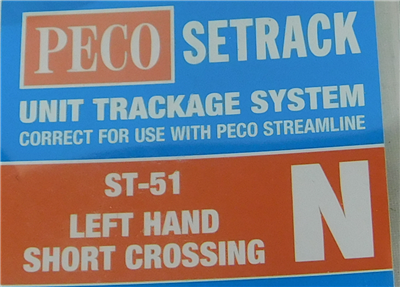 PECO SETRACK
UNIT TRACKAGE SYSTEM
CORRECT FOR USE WITH PECO STREAMLINE
ST-51
LEFT HAND
SHORT CROSSING
N